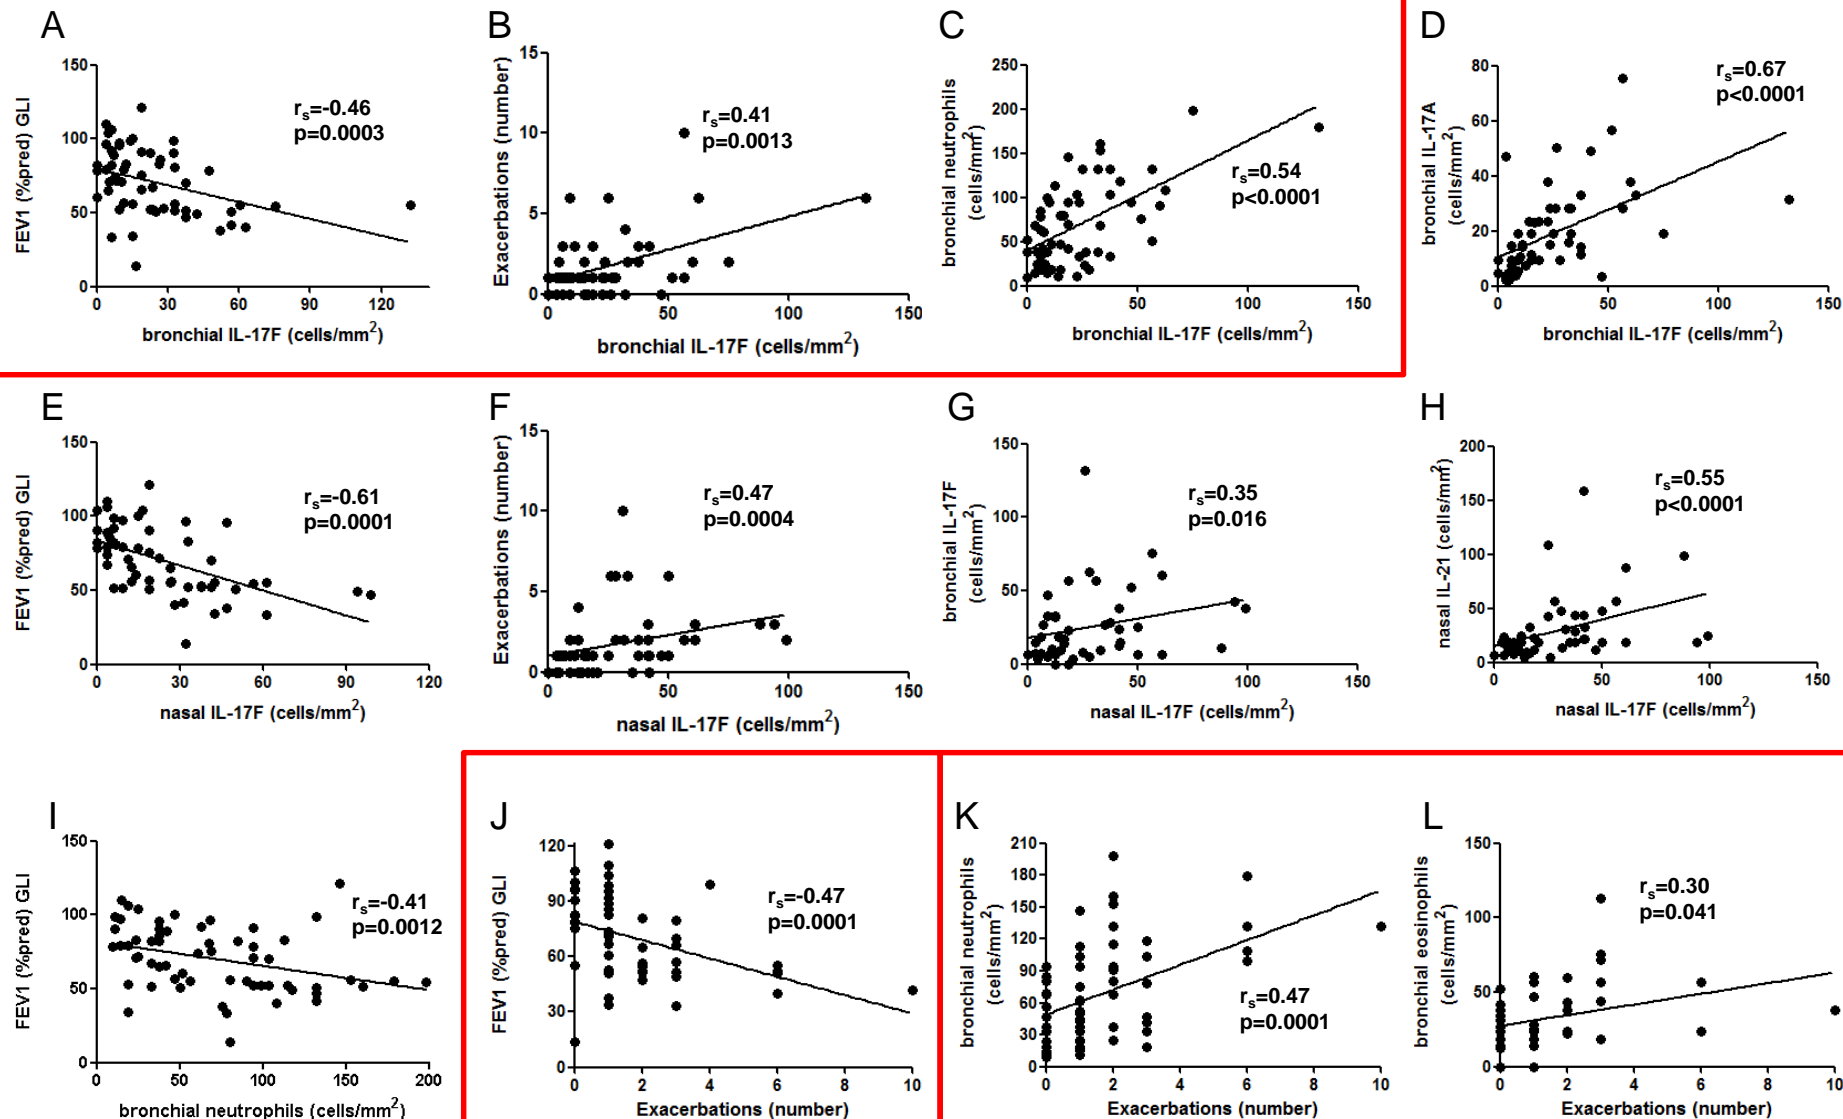 A
FEV1 (%pred) GLI
150
100
50
0
0 30 60 90 120
bronchial IL-17F (cells/mm²)
rₛ=-0.46
p=0.0003
B
Exacerbations (number)
15
10
5
0
0 50 100 150
bronchial IL-17F (cells/mm²)
rₛ=0.41
p=0.0013
C
bronchial neutrophils
(cells/mm²)
250
200
150
100
50
0
0 50 100 150
bronchial IL-17F (cells/mm²)
rₛ=0.54
p<0.0001
D
bronchial IL-17A
(cells/mm²)
80
60
40
20
0
0 50 100 150
bronchial IL-17F (cells/mm²)
rₛ=0.67
p<0.0001
E
FEV1 (%pred) GLI
150
100
50
0
0 30 60 90 120
nasal IL-17F (cells/mm²)
rₛ=-0.61
p=0.0001
F
Exacerbations (number)
15
10
5
0
0 50 100 150
nasal IL-17F (cells/mm²)
rₛ=0.47
p=0.0004
G
bronchial IL-17F
(cells/mm²)
150
100
50
0
0 50 100 150
nasal IL-17F (cells/mm²)
rₛ=0.35
p=0.016
H
nasal IL-21 (cells/mm²)
200
150
100
50
0
0 50 100 150
nasal IL-17F (cells/mm²)
rₛ=0.55
p<0.0001
I
FEV1 (%pred) GLI
150
100
50
0
0 50 100 150 200
bronchial neutrophils (cells/mm²)
rₛ=-0.41
p=0.0012
J
FEV1 (%pred) GLI
120
90
60
30
0
0 2 4 6 8 10
Exacerbations (number)
rₛ=-0.47
p=0.0001
K
bronchial neutrophils
(cells/mm²)
210
180
150
120
90
60
30
0
0 2 4 6 8 10
Exacerbations (number)
rₛ=0.47
p=0.0001
L
bronchial eosinophils
(cells/mm²)
150
100
50
0
0 2 4 6 8 10
Exacerbations (number)
rₛ=0.30
p=0.041